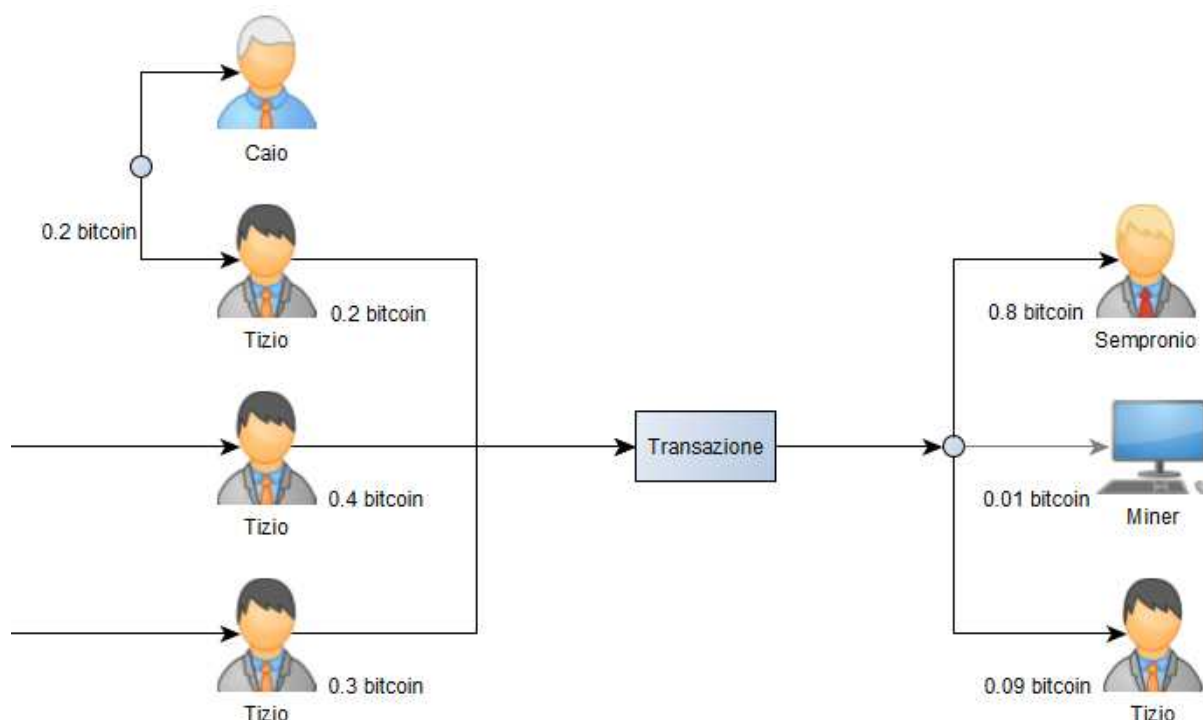 Caio
0.2 bitcoin
0.2 bitcoin
Tizio
0.4 bitcoin
Tizio
0.3 bitcoin
Tizio
Transazione
0.8 bitcoin
Sempronio
0.01 bitcoin
Miner
0.09 bitcoin
Tizio